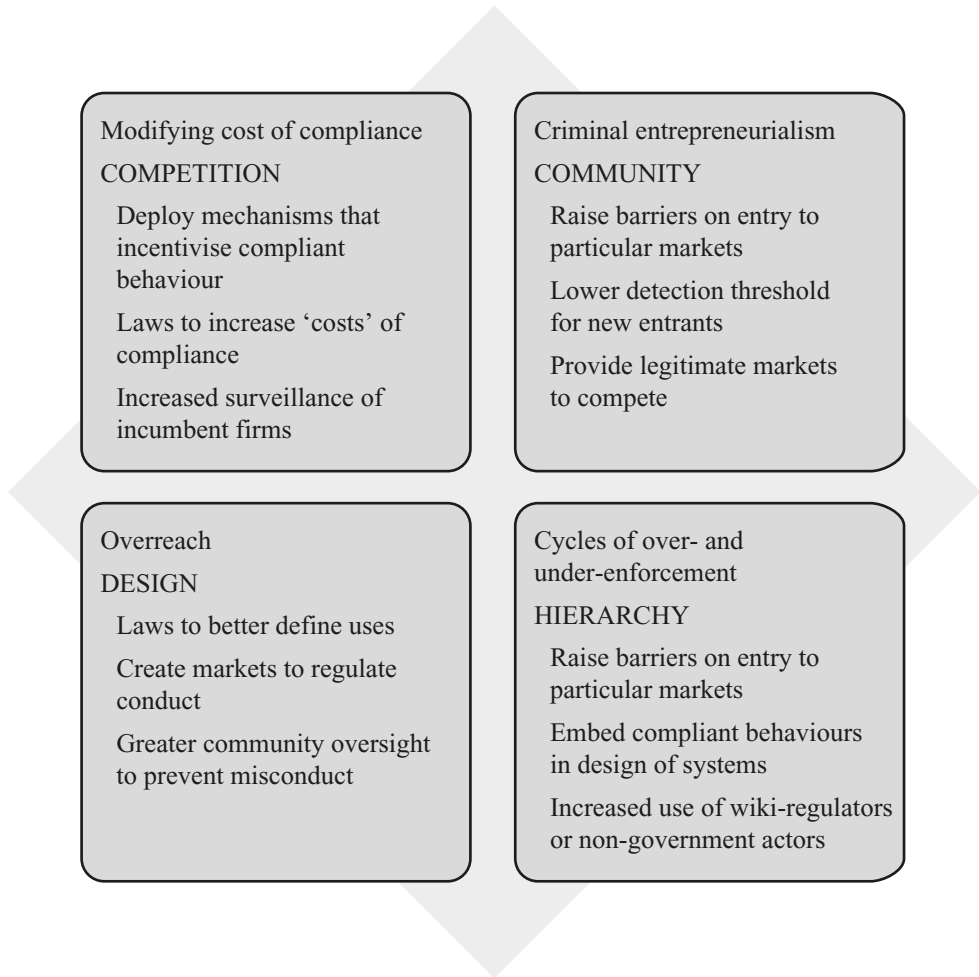 Modifying cost of compliance
COMPETITION
Deploy mechanisms that
incentivise compliant
behaviour
Laws to increase ‘costs’ of
compliance
Increased surveillance of
incumbent firms
Criminal entrepreneurialism
COMMUNITY
Raise barriers on entry to
particular markets
Lower detection threshold
for new entrants
Provide legitimate markets
to compete
Overreach
DESIGN
Laws to better define uses
Create markets to regulate
conduct
Greater community oversight
to prevent misconduct
Cycles of over- and
under-enforcement
HIERARCHY
Raise barriers on entry to
particular markets
Embed compliant behaviours
in design of systems
Increased use of wiki-regulators
or non-government actors